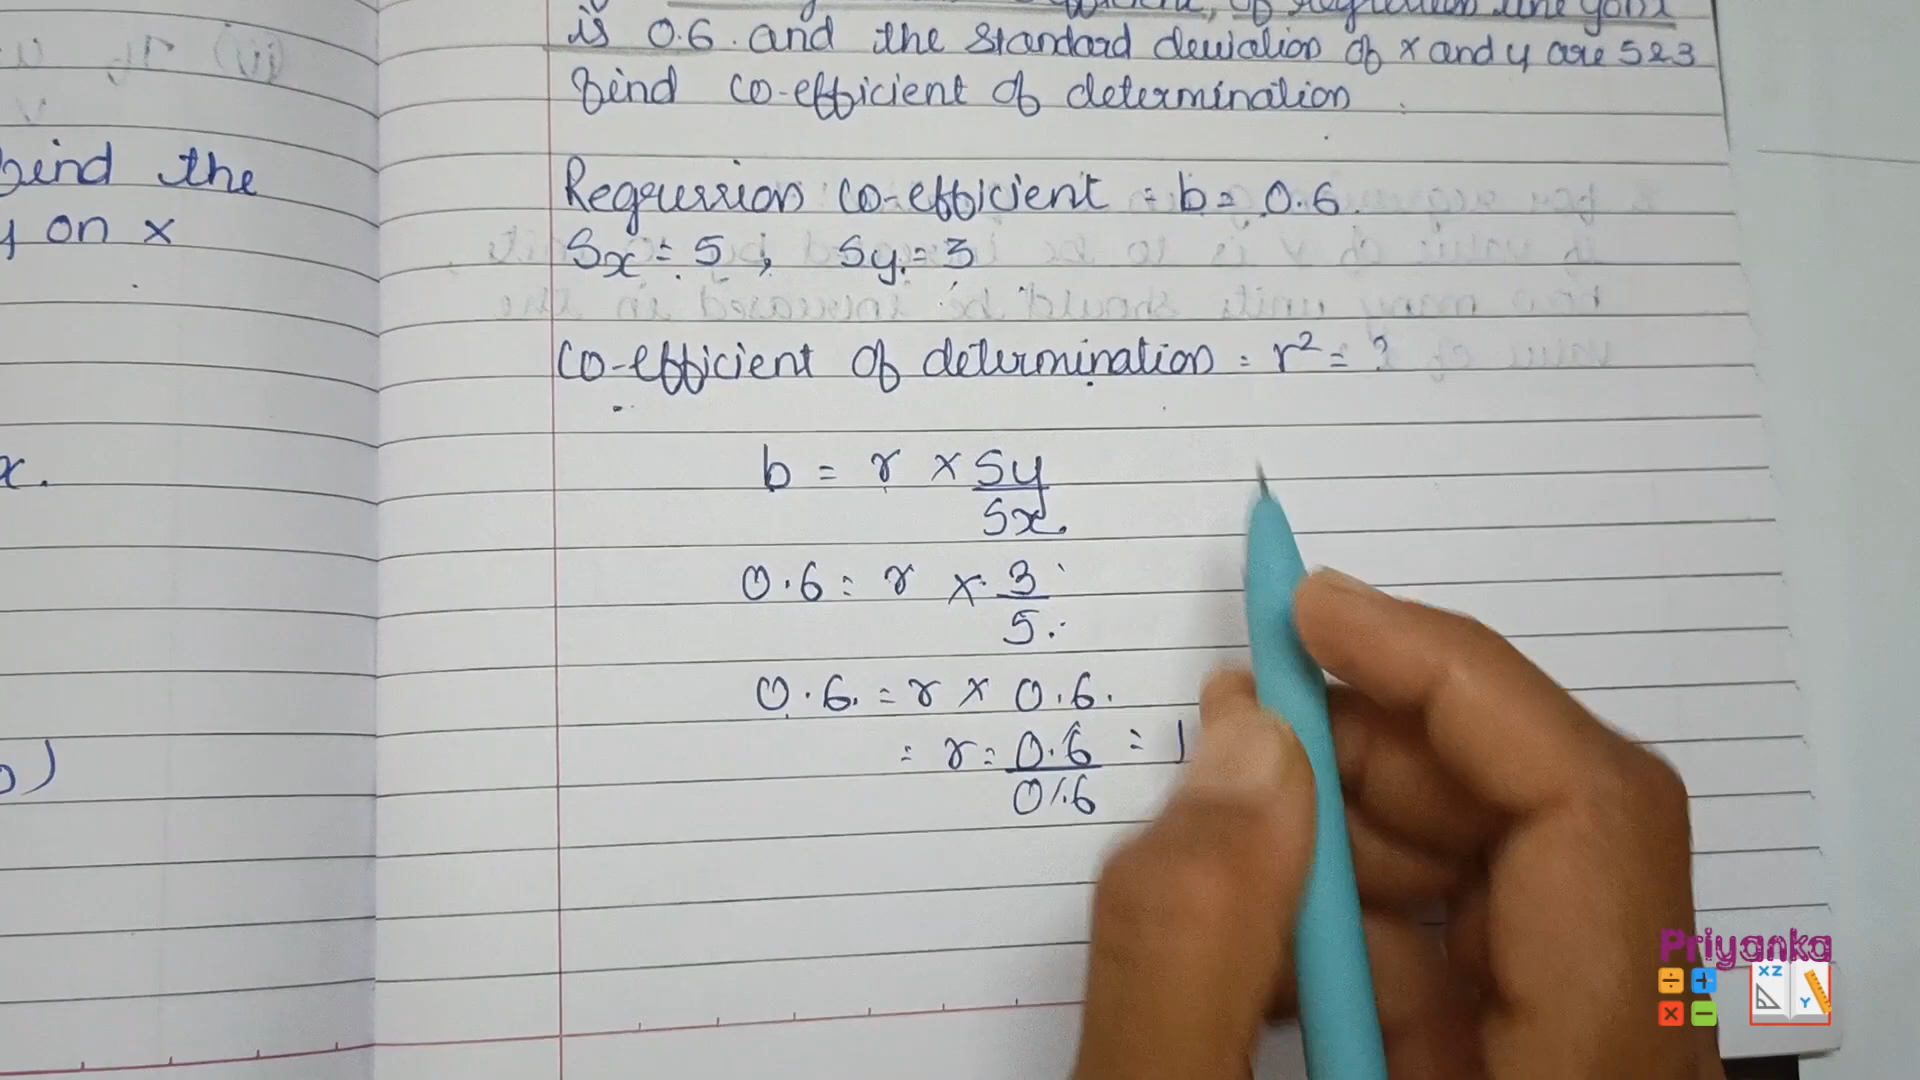 is 0.6. and the standard deviation of x and y are 5 & 3
find co-efficient of determination
find the
y on x
Regression co-efficient = b = 0.6.
Sx = 5 ; Sy = 3
co-efficient of determination = r² = ?
x.
b = r × Sy
Sx.
0.6 = r × 3
5.
0.6 = r × 0.6.
= r = 0.6 = 1
0.6
Priyanka
XZ
Y